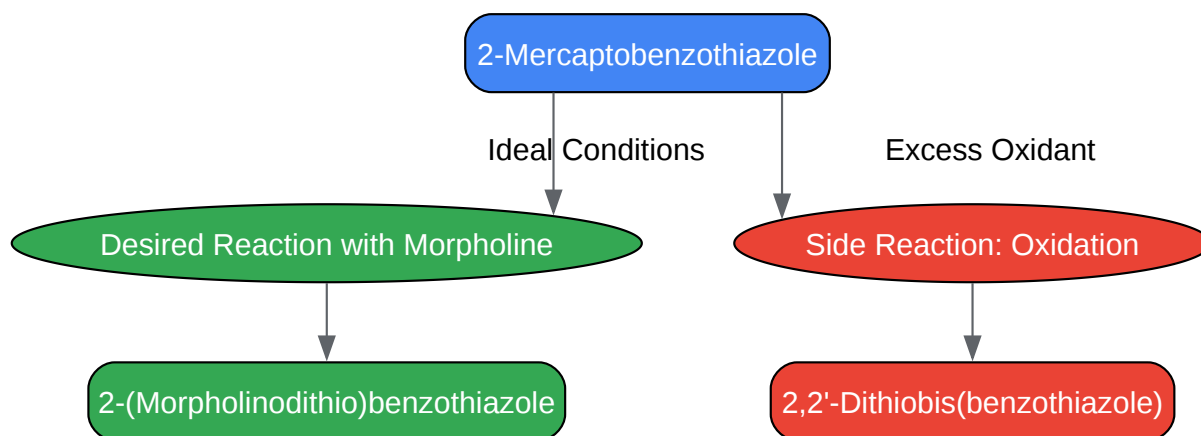 2-Mercaptobenzothiazole
Ideal Conditions
Excess Oxidant
Desired Reaction with Morpholine
Side Reaction: Oxidation
2-(Morpholinodithio)benzothiazole
2,2'-Dithiobis(benzothiazole)